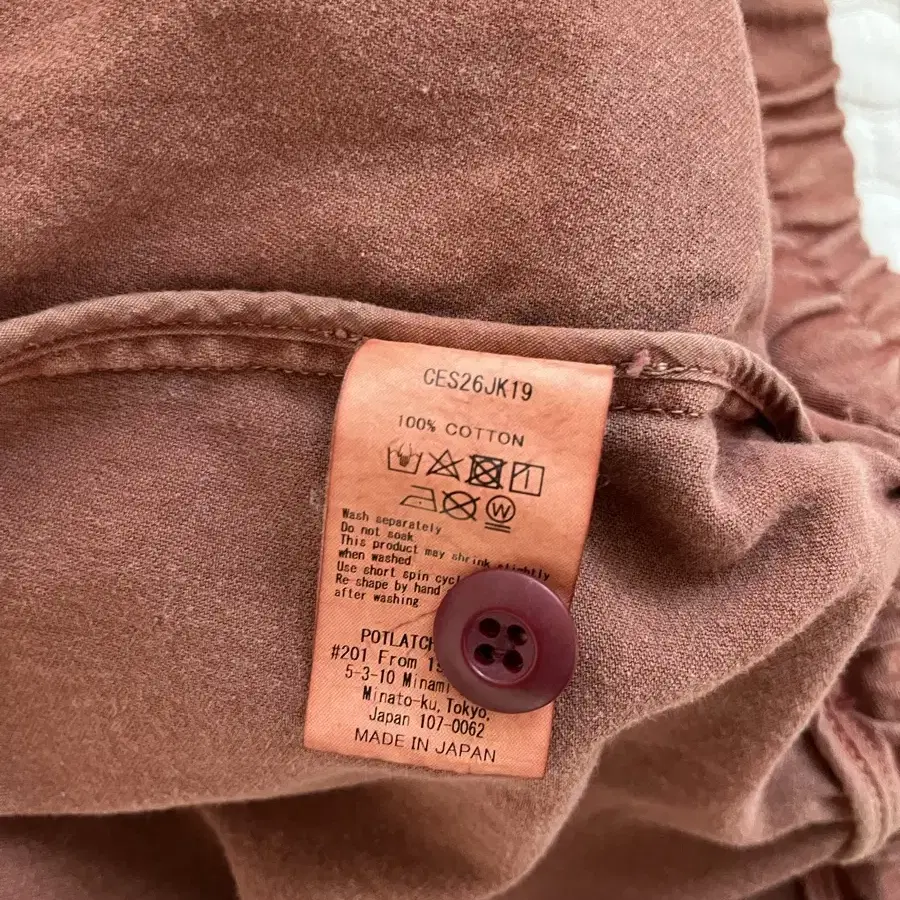 CES26JK19
100% COTTON
W
Wash separately
Do not soak
This product may shrink slightly
when washed
Use short spin
Re-shape by hand
after washing
POTLATCH
#201 From
5-3-10 Minami
Minato-ku, Tokyo,
Japan 107-0062
MADE IN JAPAN